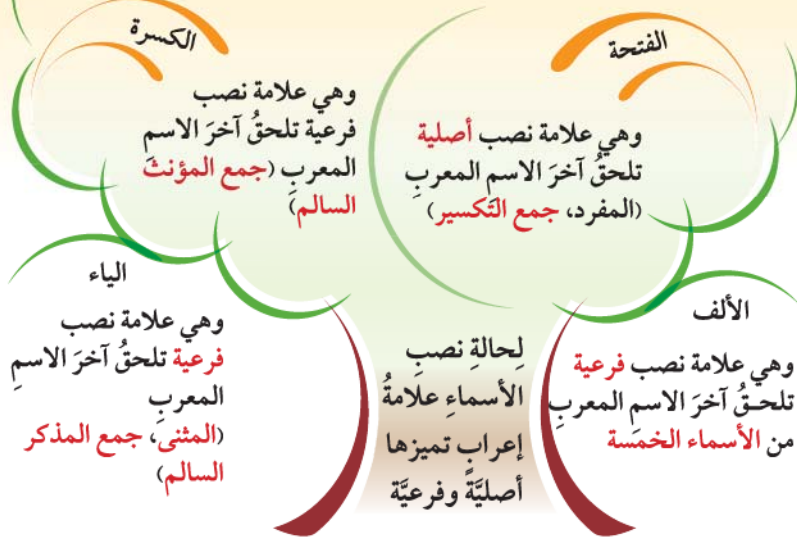 الفتحة
وهي علامة نصب أصلية
تلحقُ آخرَ الاسمِ المعربِ
(المفرد، جمع التَكسير)
الكسرة
وهي علامة نصب
فرعية تلحقُ آخرَ الاسمِ
المعربِ (جمع المؤنثَ
السالم)
الألف
وهي علامة نصب فرعية
تلحـقُ آخرَ الاسمِ المعربِ
من الأسماء الخمسة
لِحالةِ نصبِ
الأسماءِ علامةُ
إعرابٍ تميزها
أصليَّةً وفرعيَّة
الياء
وهي علامة نصب
فرعية تلحقُ آخرَ الاسمِ
المعربِ
(المثنى، جمع المذكر
السالم)